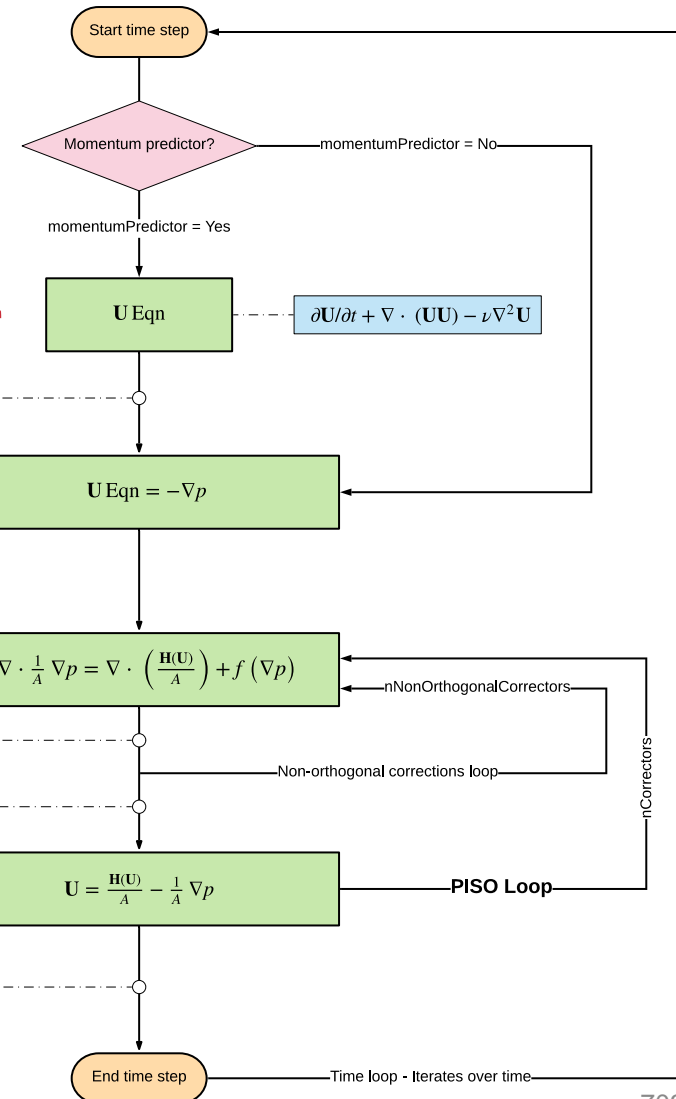 Start time step
Momentum predictor?
momentumPredictor = No
momentumPredictor = Yes
U Eqn
∂U/∂t + ∇ · (UU) − ν∇²U
U Eqn = −∇p
∇ · 1/A ∇p = ∇ · (H(U)/A) + f (∇p)
nNonOrthogonalCorrectors
nCorrectors
Non-orthogonal corrections loop
U = H(U)/A − 1/A ∇p
PISO Loop
End time step
Time loop - Iterates over time